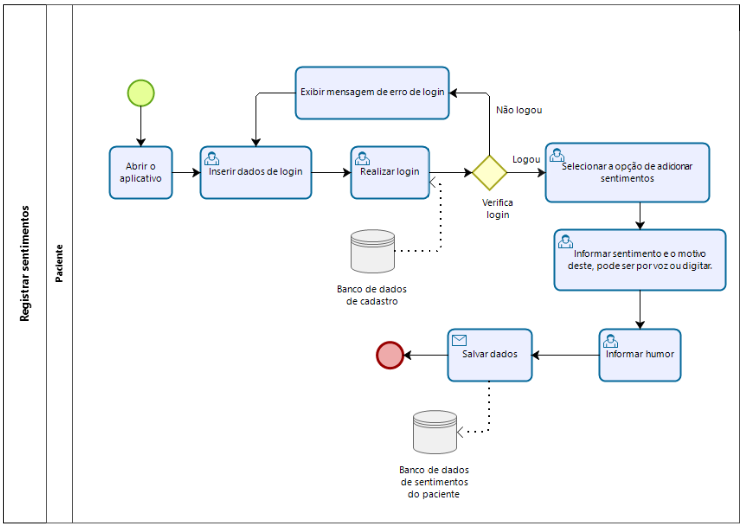 Registrar sentimentos
Paciente
Exibir mensagem de erro de login
Não logou
Abrir o
aplicativo
Inserir dados de login
Realizar login
Logou
Verifica
login
Selecionar a opção de adicionar
sentimentos
Banco de dados
de cadastro
Informar sentimento e o motivo
deste, pode ser por voz ou digitar.
Salvar dados
Informar humor
Banco de dados
de sentimentos
do paciente